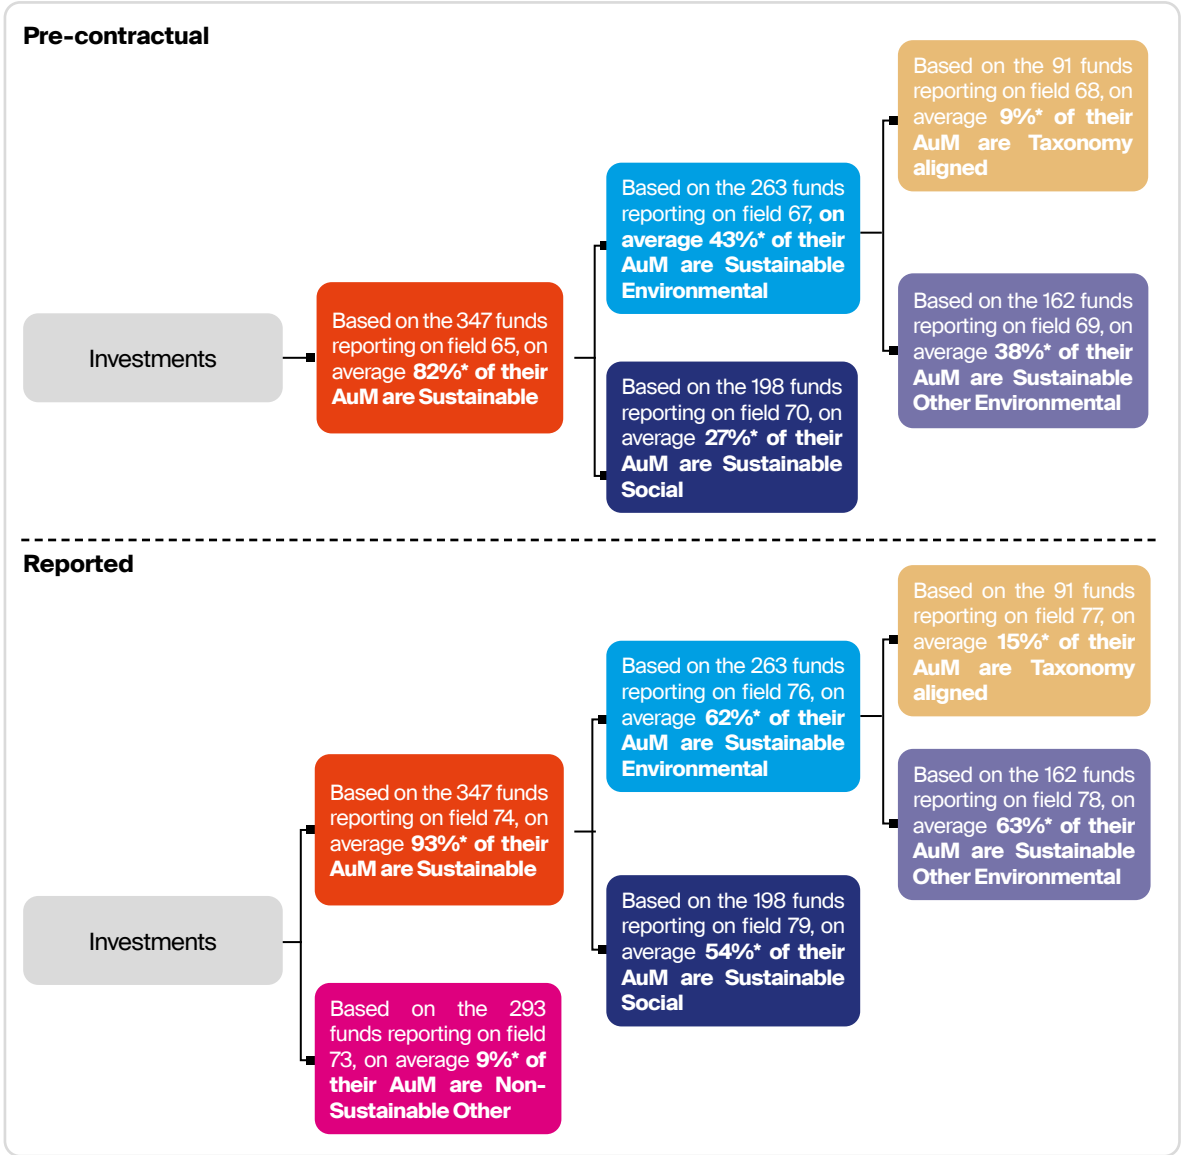 Pre-contractual
Based on the 91 funds
reporting on field 68, on
average 9%* of their
AuM are Taxonomy
aligned
Based on the 263 funds
reporting on field 67, on
average 43%* of their
AuM are Sustainable
Environmental
Investments
Based on the 347 funds
reporting on field 65, on
average 82%* of their
AuM are Sustainable
Based on the 162 funds
reporting on field 69, on
average 38%* of their
AuM are Sustainable
Other Environmental
Based on the 198 funds
reporting on field 70, on
average 27%* of their
AuM are Sustainable
Social
Reported
Based on the 91 funds
reporting on field 77, on
average 15%* of their
AuM are Taxonomy
aligned
Based on the 263 funds
reporting on field 76, on
average 62%* of their
AuM are Sustainable
Environmental
Based on the 347 funds
reporting on field 74, on
average 93%* of their
AuM are Sustainable
Based on the 162 funds
reporting on field 78, on
average 63%* of their
AuM are Sustainable
Other Environmental
Investments
Based on the 198 funds
reporting on field 79, on
average 54%* of their
AuM are Sustainable
Social
Based on the 293
funds reporting on field
73, on average 9%* of
their AuM are Non-
Sustainable Other